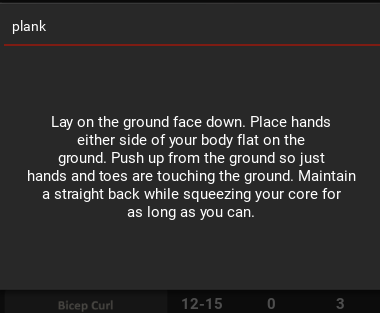 plank
Lay on the ground face down. Place hands
either side of your body flat on the
ground. Push up from the ground so just
hands and toes are touching the ground. Maintain
a straight back while squeezing your core for
as long as you can.
Bicep Curl 12-15 0 3